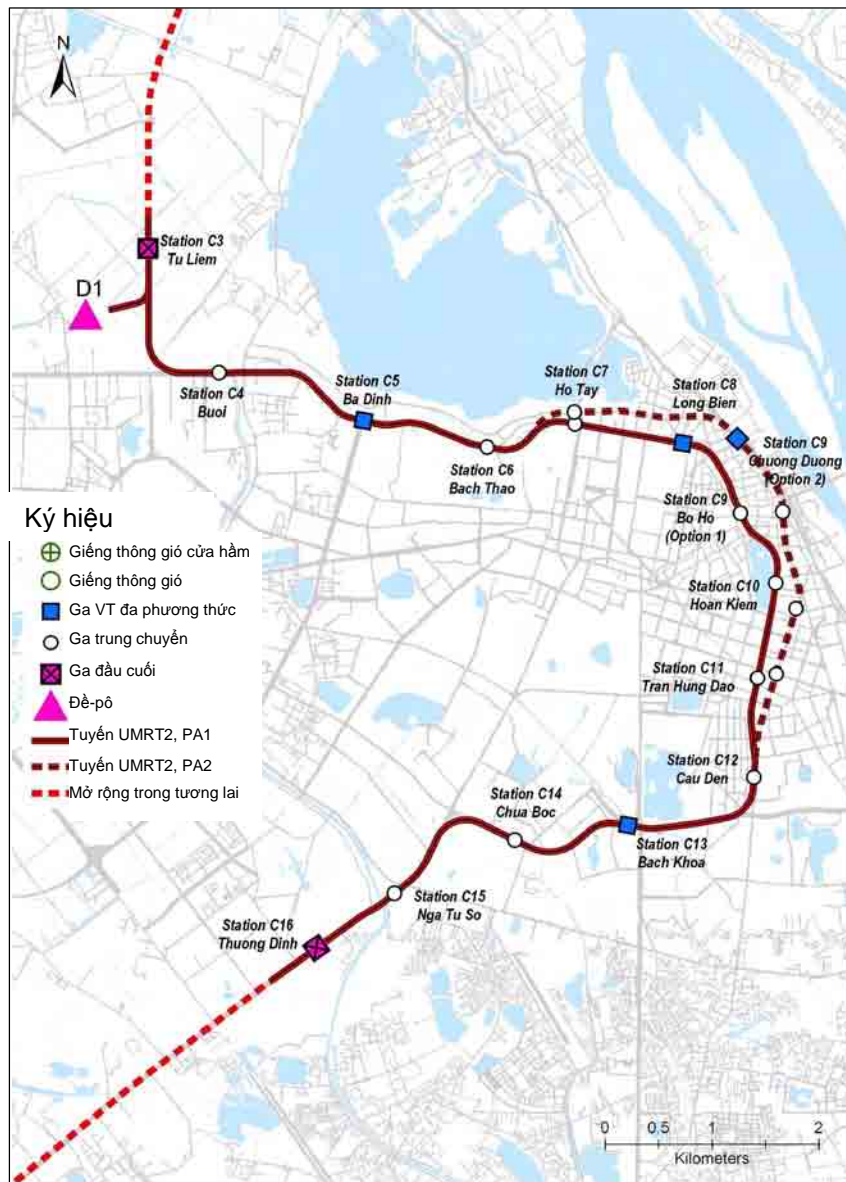 N
Station C3
Tu Liem
D1
Station C4
Buoi
Station C5
Ba Dinh
Station C6
Bach Thao
Station C7
Ho Tay
Station C8
Long Bien
Station C9
Chuong Duong
(Option 2)
Station C9
Bo Ho
(Option 1)
Station C10
Hoan Kiem
Station C11
Tran Hung Dao
Station C12
Cau Den
Station C13
Bach Khoa
Station C14
Chua Boc
Station C15
Nga Tu So
Station C16
Thuong Dinh
Ký hiệu
Giếng thông gió cửa hầm
Giếng thông gió
Ga VT đa phương thức
Ga trung chuyển
Ga đầu cuối
Đề-pô
Tuyến UMRT2, PA1
Tuyến UMRT2, PA2
Mở rộng trong tương lai
0 0.5 1 2
Kilometers